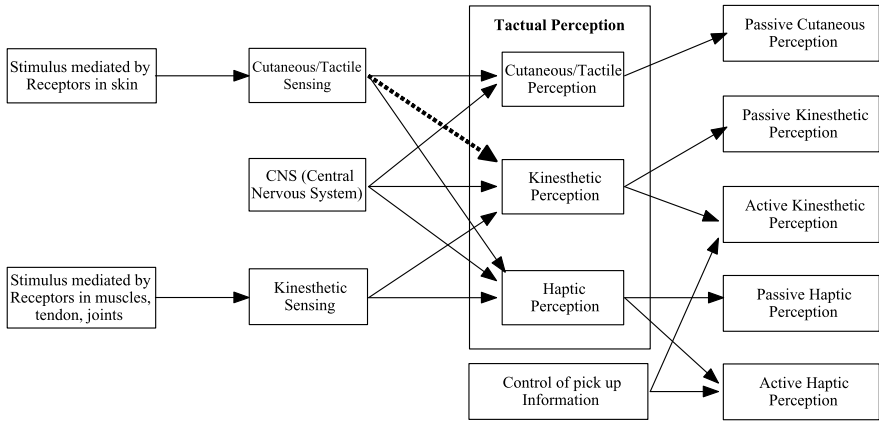 Stimulus mediated by
Receptors in skin
Stimulus mediated by
Receptors in muscles,
tendon, joints
Cutaneous/Tactile
Sensing
CNS (Central
Nervous System)
Kinesthetic
Sensing
Tactual Perception
Cutaneous/Tactile
Perception
Kinesthetic
Perception
Haptic
Perception
Control of pick up
Information
Passive Cutaneous
Perception
Passive Kinesthetic
Perception
Active Kinesthetic
Perception
Passive Haptic
Perception
Active Haptic
Perception